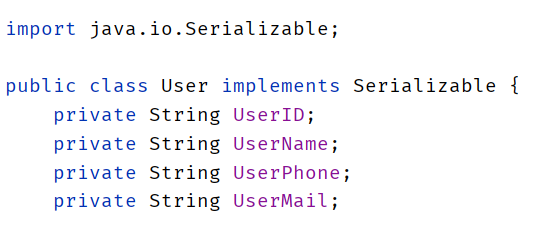 import java.io.Serializable;
public class User implements Serializable {
    private String UserID;
    private String UserName;
    private String UserPhone;
    private String UserMail;